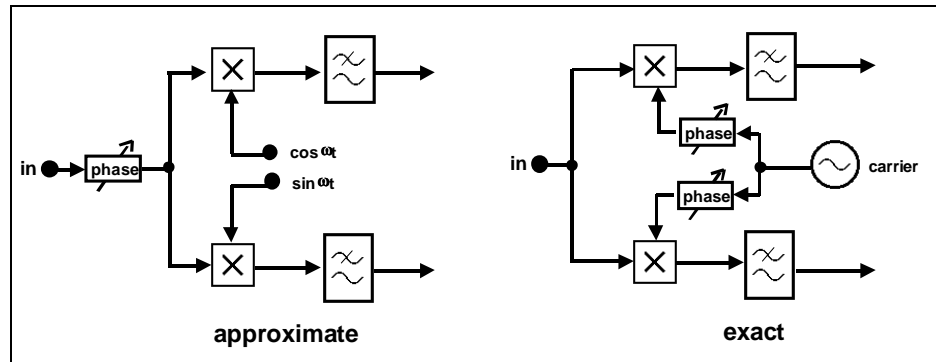 in
phase
cos ωt
sin ωt
approximate
in
phase
phase
carrier
exact